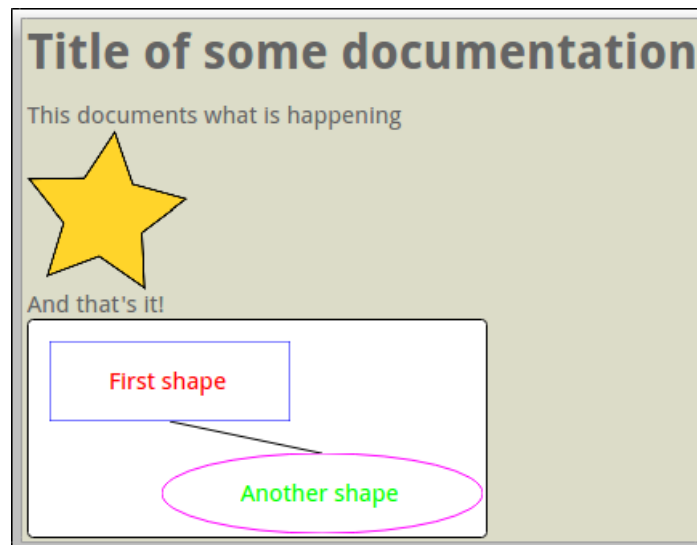 Title of some documentation
This documents what is happening
And that's it!
First shape
Another shape